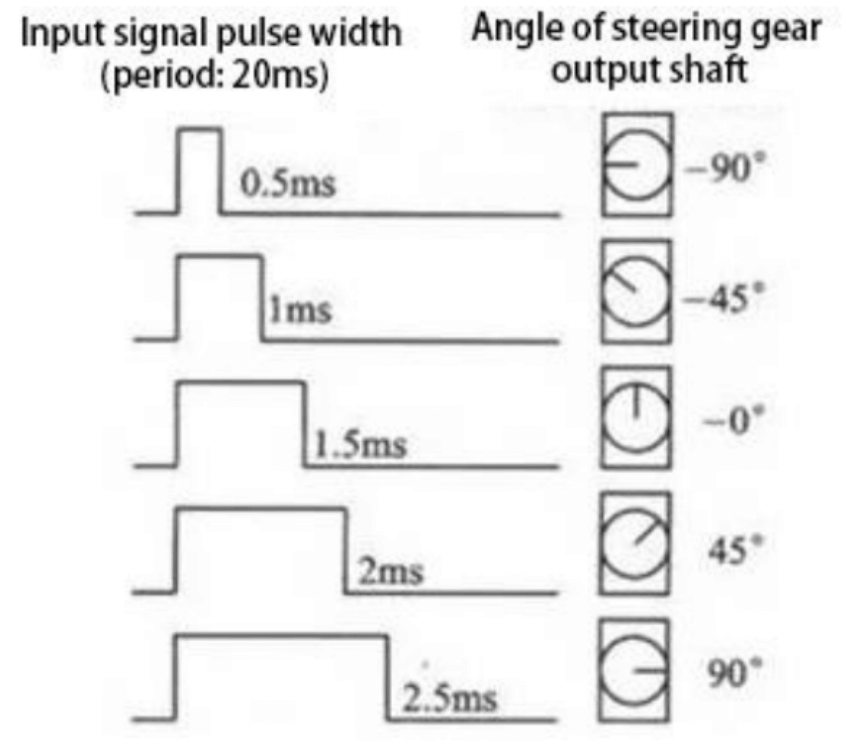 Input signal pulse width
(period: 20ms)
Angle of steering gear
output shaft
0.5ms
−90°
1ms
−45°
1.5ms
−0°
2ms
45°
2.5ms
90°